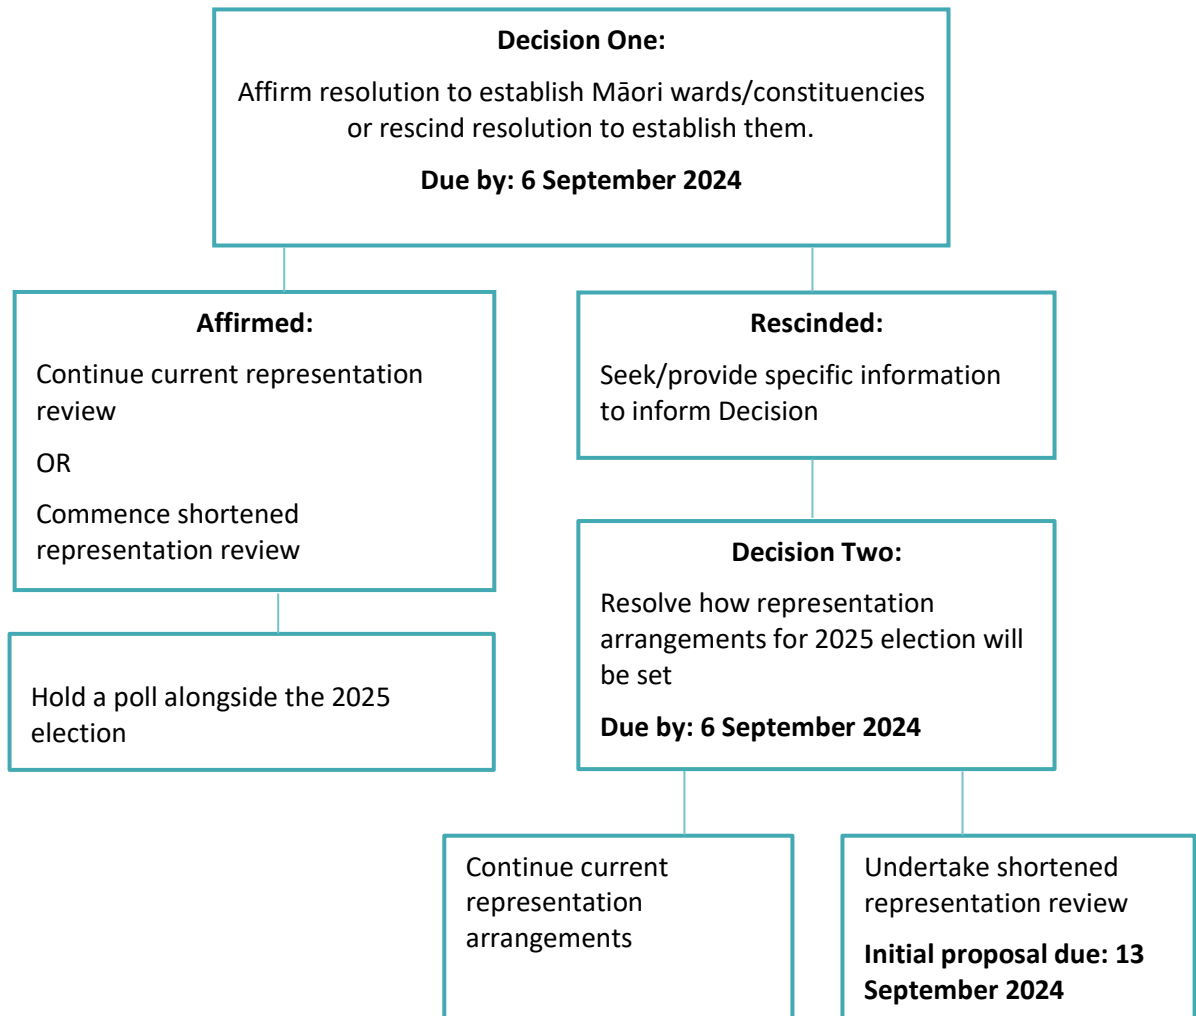 Decision One:
Affirm resolution to establish Māori wards/constituencies
or rescind resolution to establish them.
Due by: 6 September 2024
Affirmed:
Continue current representation
review
OR
Commence shortened
representation review
Rescinded:
Seek/provide specific information
to inform Decision
Hold a poll alongside the 2025
election
Decision Two:
Resolve how representation
arrangements for 2025 election will
be set
Due by: 6 September 2024
Continue current
representation
arrangements
Undertake shortened
representation review
Initial proposal due: 13
September 2024